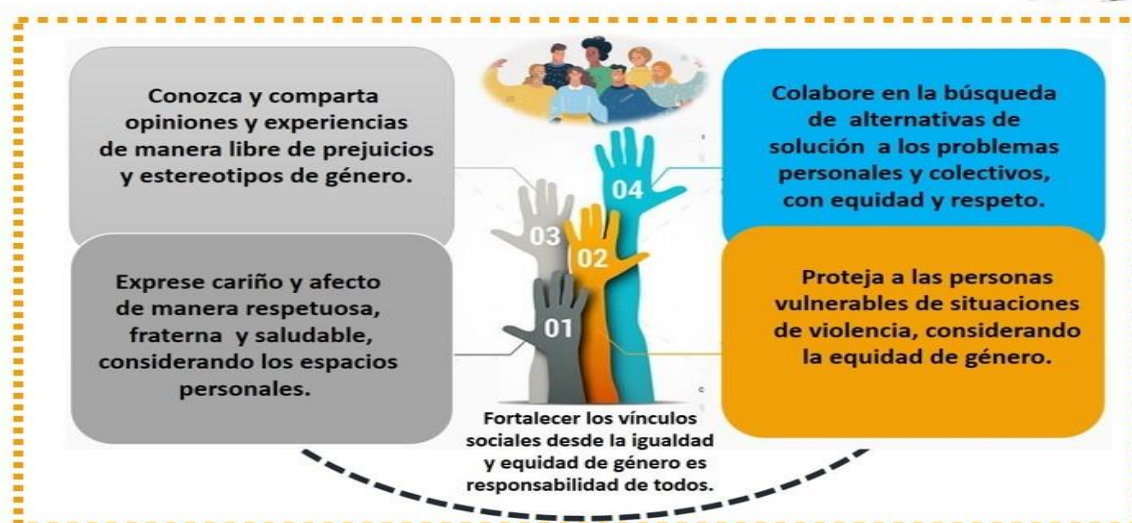 Conozca y comparta
opiniones y experiencias
de manera libre de prejuicios
y estereotipos de género.
Exprese cariño y afecto
de manera respetuosa,
fraterna y saludable,
considerando los espacios
personales.
03
04
02
01
Colabore en la búsqueda
de alternativas de
solución a los problemas
personales y colectivos,
con equidad y respeto.
Proteja a las personas
vulnerables de situaciones
de violencia, considerando
la equidad de género.
Fortalecer los vínculos
sociales desde la igualdad
y equidad de género es
responsabilidad de todos.